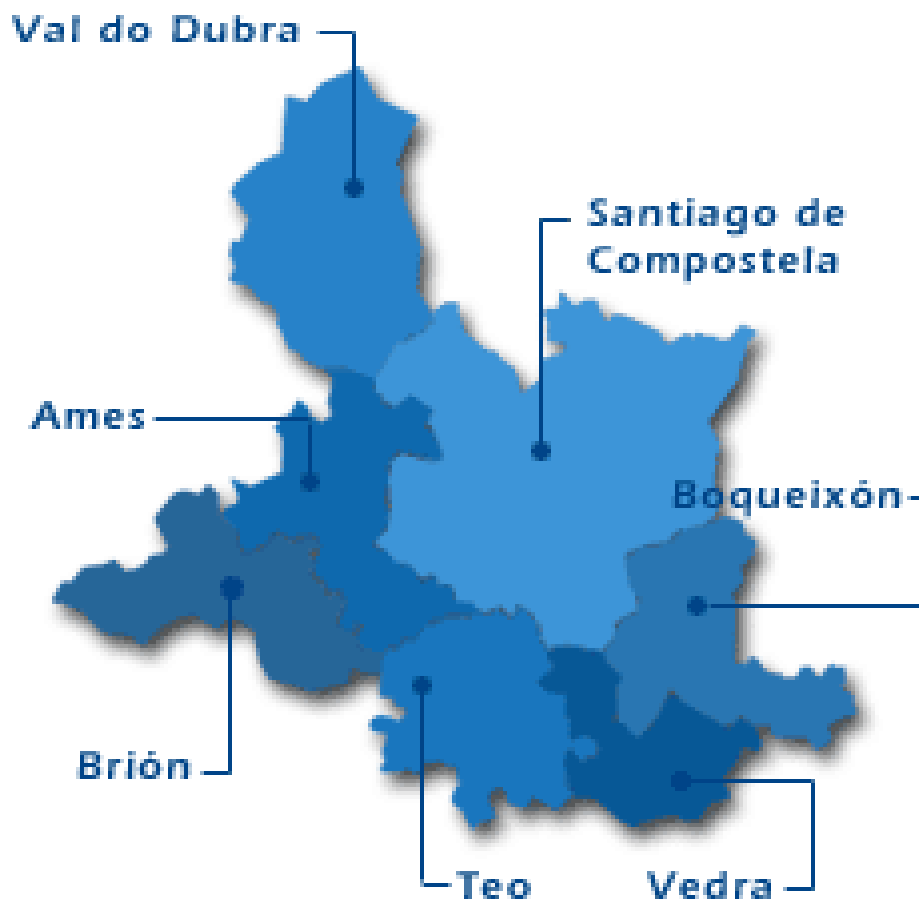 Val do Dubra
Santiago de
Compostela
Ames
Boqueixón
Brión
Teo
Vedra